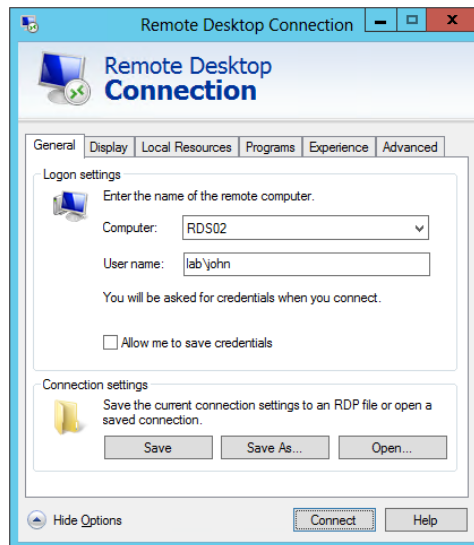 Remote Desktop Connection
Remote Desktop
Connection
General Display Local Resources Programs Experience Advanced
Logon settings
Enter the name of the remote computer.
Computer: RDS02
User name: lab\john
You will be asked for credentials when you connect.
Allow me to save credentials
Connection settings
Save the current connection settings to an RDP file or open a
saved connection.
Save Save As... Open...
Hide Options Connect Help